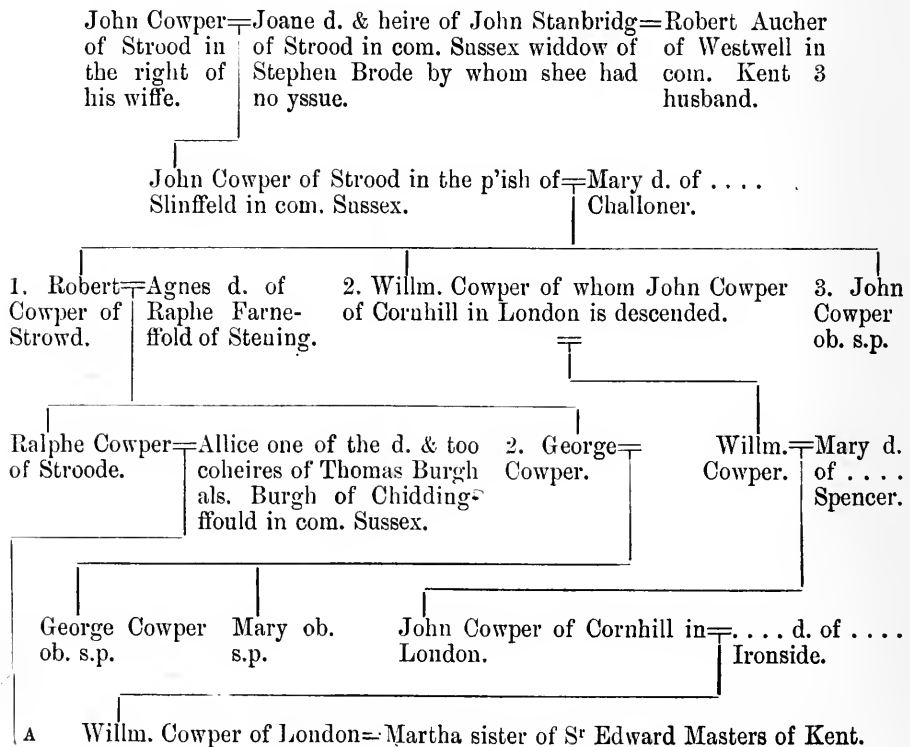 John Cowper=Joane d. & heire of John Stanbridg=Robert Aucher
of Strood in of Strood in com. Sussex widdow of of Westwell in
the right of Stephen Brode by whom shee had com. Kent 3
his wiffe. no yssue. husband.
John Cowper of Strood in the p'ish of=Mary d. of . . . .
Slinffeld in com. Sussex. Challoner.
1. Robert=Agnes d. of 2. Willm. Cowper of whom John Cowper 3. John
Cowper of Raphe Farne- of Cornhill in London is descended. Cowper
Strowd. ffold of Stening. ob. s.p.
=
Ralphe Cowper=Allice one of the d. & too 2. George= Willm.=Mary d.
of Stroode. coheires of Thomas Burgh Cowper. Cowper. of . . . .
als. Burgh of Chidding- Spencer.
ffould in com. Sussex.
George Cowper Mary ob. John Cowper of Cornhill in=. . . . d. of . . . .
ob. s.p. s.p. London. Ironside.
A Willm. Cowper of London=Martha sister of Sr Edward Masters of Kent.